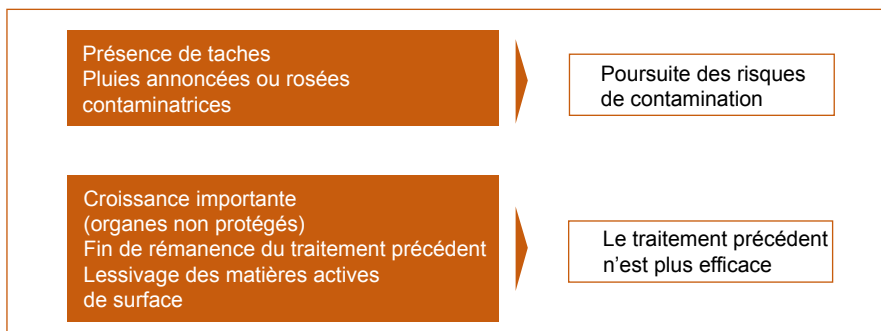 Présence de taches
Pluies annoncées ou rosées
contaminatrices
Poursuite des risques
de contamination
Croissance importante
(organes non protégés)
Fin de rémanence du traitement précédent
Lessivage des matières actives
de surface
Le traitement précédent
n'est plus efficace